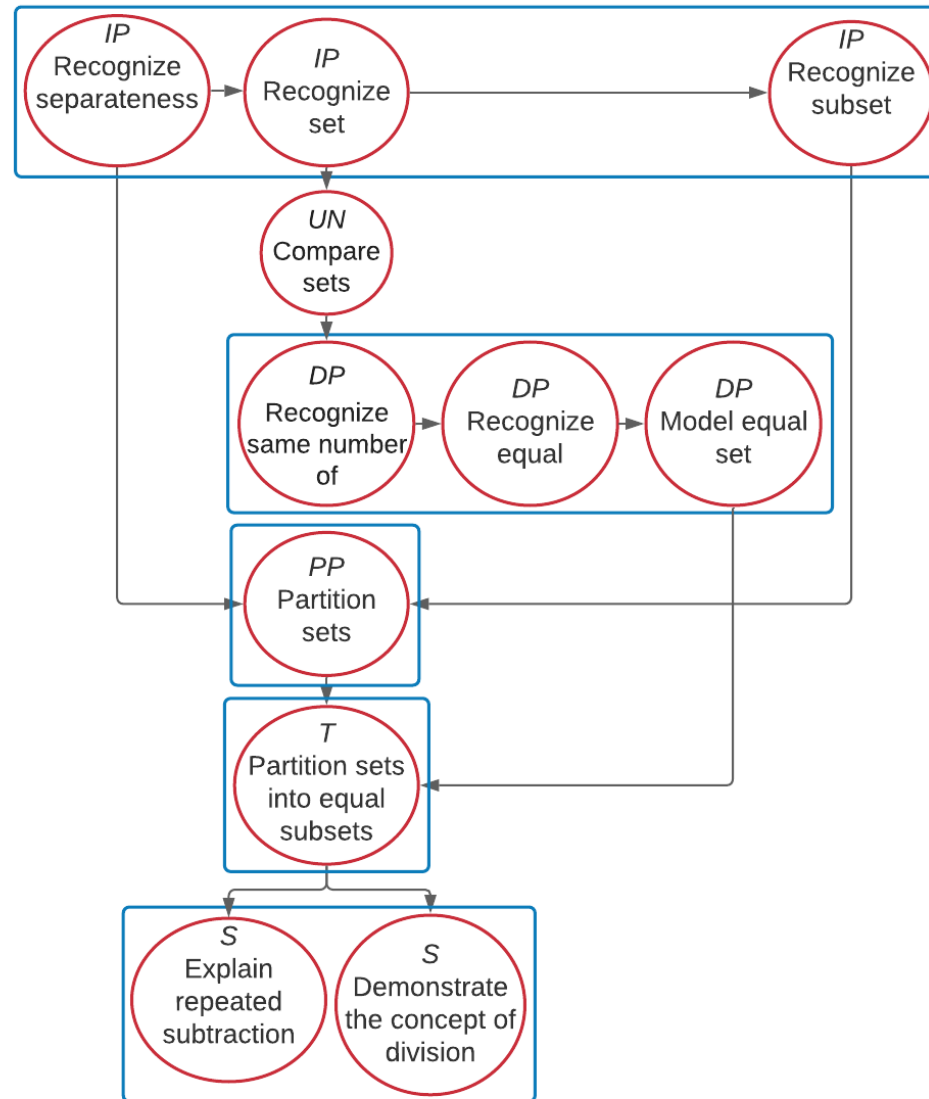 IP
Recognize
separateness
IP
Recognize
set
IP
Recognize
subset
UN
Compare
sets
DP
Recognize
same number
of
DP
Recognize
equal
DP
Model equal
set
PP
Partition
sets
T
Partition sets
into equal
subsets
S
Explain
repeated
subtraction
S
Demonstrate
the concept of
division